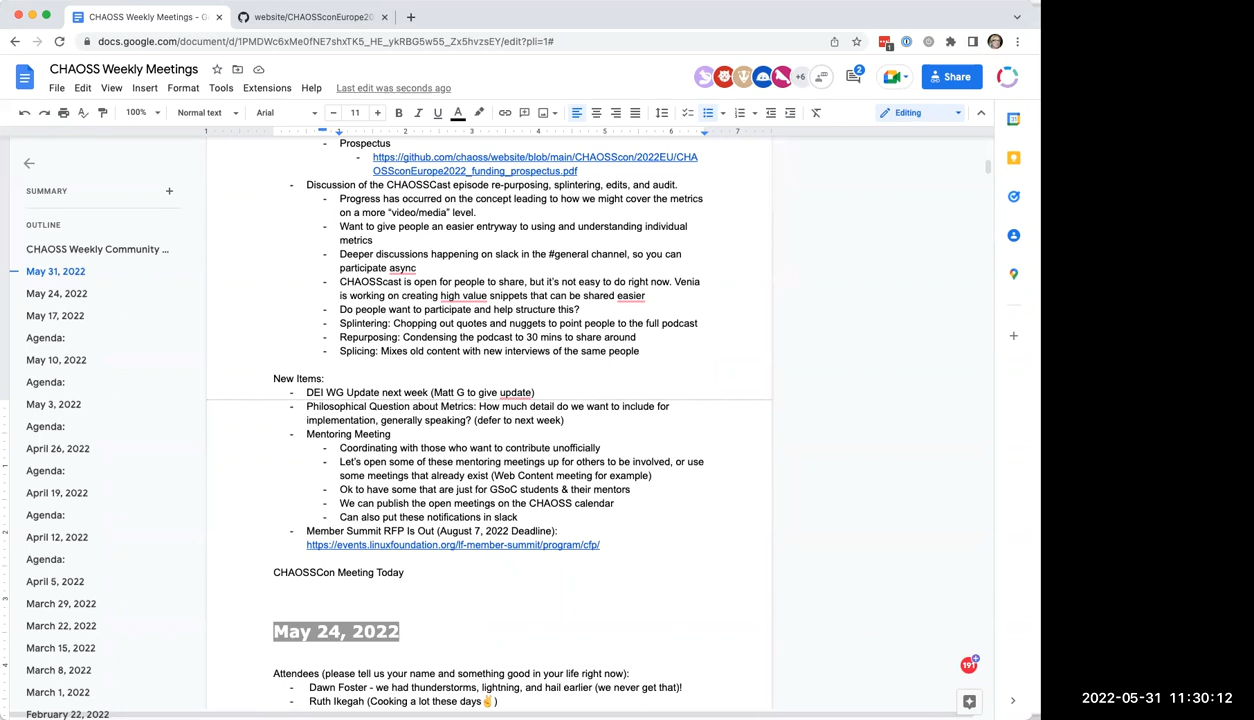 CHAOSS Weekly Meetings - G
website/CHAOSSconEurope20
docs.google.com/document/d/1PMDWc6xMe0fNE7shxTK5_HE_ykRBG5w55_Zx5hvzsEY/edit?pli=1#
CHAOSS Weekly Meetings
File Edit View Insert Format Tools Extensions Help Last edit was seconds ago
+6
2
Share
100% Normal text Arial 11 Editing
1 1 2 3 4 5 6 7
SUMMARY
OUTLINE
CHAOSS Weekly Community ...
May 31, 2022
May 24, 2022
May 17, 2022
Agenda:
May 10, 2022
Agenda:
May 3, 2022
Agenda:
April 26, 2022
Agenda:
April 19, 2022
Agenda:
April 12, 2022
Agenda:
April 5, 2022
March 29, 2022
March 22, 2022
March 15, 2022
March 8, 2022
March 1, 2022
February 22, 2022
- Prospectus
- https://github.com/chaoss/website/blob/main/CHAOSScon/2022EU/CHA
OSSconEurope2022_funding_prospectus.pdf
- Discussion of the CHAOSSCast episode re-purposing, splintering, edits, and audit.
- Progress has occurred on the concept leading to how we might cover the metrics
on a more “video/media” level.
- Want to give people an easier entryway to using and understanding individual
metrics
- Deeper discussions happening on slack in the #general channel, so you can
participate async
- CHAOSScast is open for people to share, but it’s not easy to do right now. Venia
is working on creating high value snippets that can be shared easier
- Do people want to participate and help structure this?
- Splintering: Chopping out quotes and nuggets to point people to the full podcast
- Repurposing: Condensing the podcast to 30 mins to share around
- Splicing: Mixes old content with new interviews of the same people
New Items:
- DEI WG Update next week (Matt G to give update)
- Philosophical Question about Metrics: How much detail do we want to include for
implementation, generally speaking? (defer to next week)
- Mentoring Meeting
- Coordinating with those who want to contribute unofficially
- Let’s open some of these mentoring meetings up for others to be involved, or use
some meetings that already exist (Web Content meeting for example)
- Ok to have some that are just for GSoC students & their mentors
- We can publish the open meetings on the CHAOSS calendar
- Can also put these notifications in slack
- Member Summit RFP Is Out (August 7, 2022 Deadline):
https://events.linuxfoundation.org/lf-member-summit/program/cfp/
CHAOSSCon Meeting Today
May 24, 2022
Attendees (please tell us your name and something good in your life right now):
- Dawn Foster - we had thunderstorms, lightning, and hail earlier (we never get that)!
- Ruth Ikegah (Cooking a lot these days✌)
191
2022-05-31 11:30:12